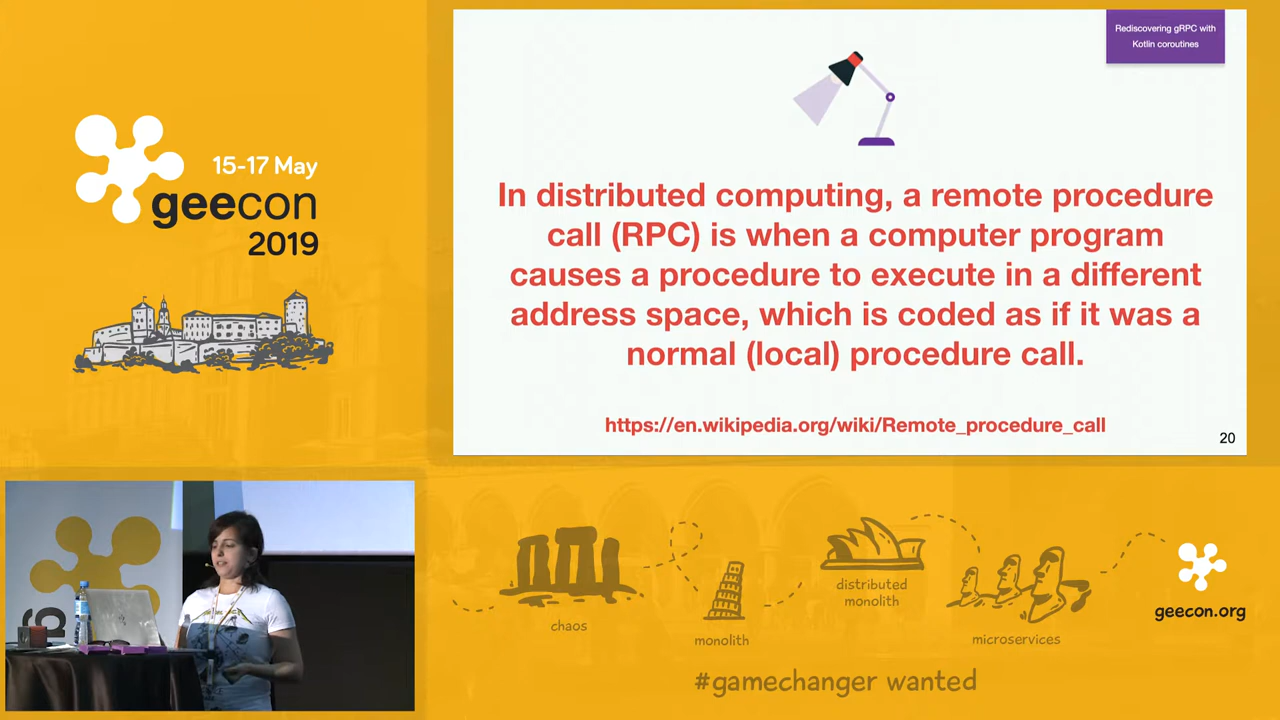 15-17 May
geecon
2019
Rediscovering gRPC with
Kotlin coroutines
In distributed computing, a remote procedure
call (RPC) is when a computer program
causes a procedure to execute in a different
address space, which is coded as if it was a
normal (local) procedure call.
https://en.wikipedia.org/wiki/Remote_procedure_call
20
chaos
monolith
distributed
monolith
microservices
geecon.org
#gamechanger wanted